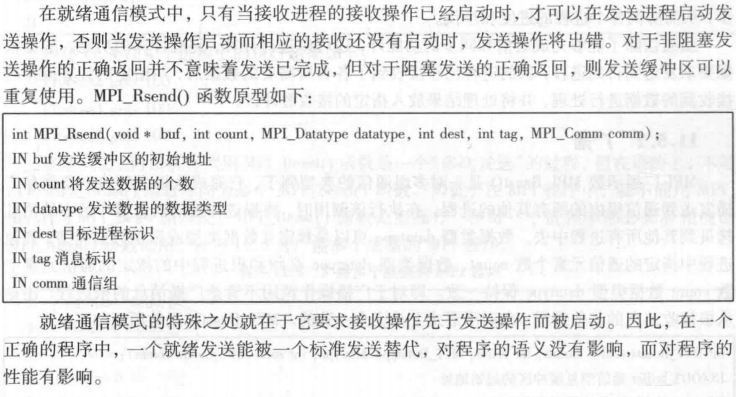 在就绪通信模式中，只有当接收进程的接收操作已经启动时，才可以在发送进程启动发
送操作，否则当发送操作启动而相应的接收还没有启动时，发送操作将出错。对于非阻塞发
送操作的正确返回并不意味着发送已完成，但对于阻塞发送的正确返回，则发送缓冲区可以
重复使用。MPI_Rsend() 函数原型如下：
int MPI_Rsend(void * buf, int count, MPI_Datatype datatype, int dest, int tag, MPI_Comm comm);
IN buf 发送缓冲区的初始地址
IN count 将发送数据的个数
IN datatype 发送数据的数据类型
IN dest 目标进程标识
IN tag 消息标识
IN comm 通信组
就绪通信模式的特殊之处就在于它要求接收操作先于发送操作而被启动。因此，在一个
正确的程序中，一个就绪发送能被一个标准发送替代，对程序的语义没有影响，而对程序的
性能有影响。